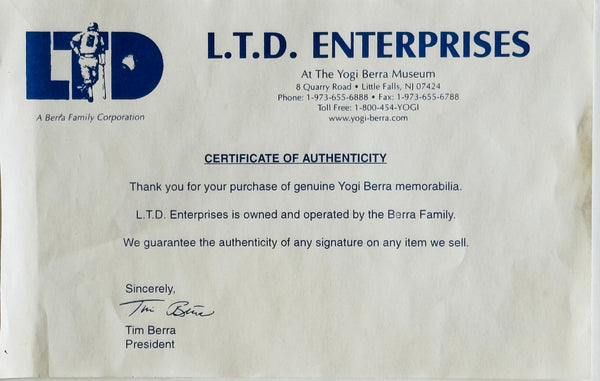 LTD
A Berra Family Corporation
L.T.D. ENTERPRISES
At The Yogi Berra Museum
8 Quarry Road • Little Falls, NJ 07424
Phone: 1-973-655-6888 • Fax: 1-973-655-6788
Toll Free: 1-800-454-YOGI
www.yogi-berra.com
CERTIFICATE OF AUTHENTICITY
Thank you for your purchase of genuine Yogi Berra memorabilia.
L.T.D. Enterprises is owned and operated by the Berra Family.
We guarantee the authenticity of any signature on any item we sell.
Sincerely,
Tim Berra
Tim Berra
President